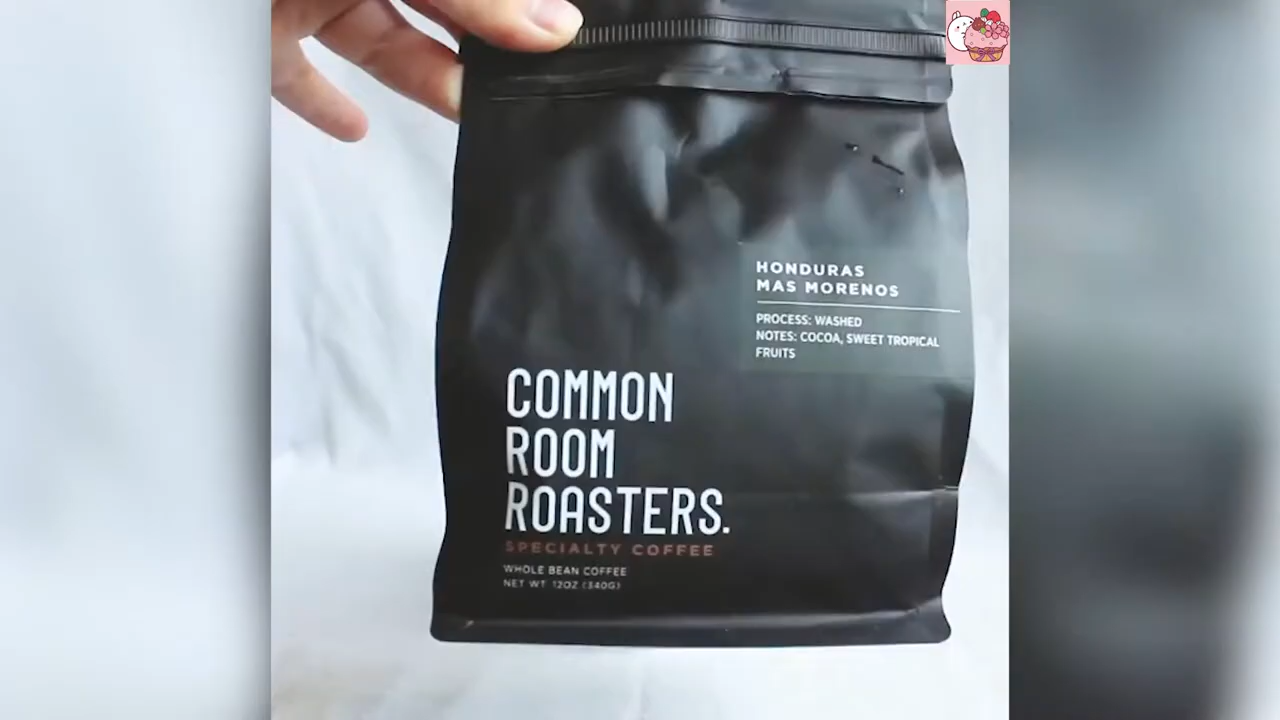 HONDURAS
MAS MORENOS
PROCESS: WASHED
NOTES: COCOA, SWEET TROPICAL
FRUITS
COMMON
ROOM
ROASTERS.
SPECIALTY COFFEE
WHOLE BEAN COFFEE
NET WT 12OZ (340G)